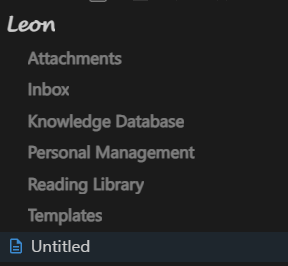 Leon
Attachments
Inbox
Knowledge Database
Personal Management
Reading Library
Templates
Untitled